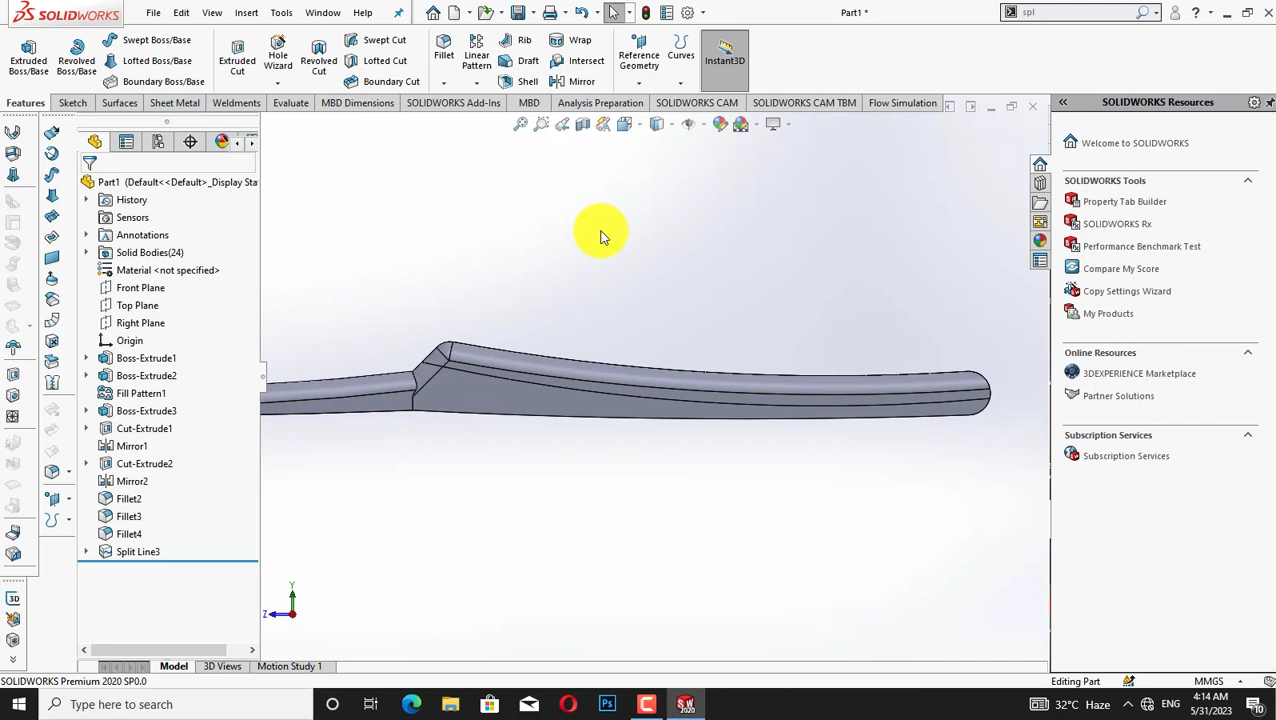 SOLIDWORKS
File Edit View Insert Tools Window Help
Part1 *
spl
Extruded Boss/Base
Revolved Boss/Base
Swept Boss/Base
Lofted Boss/Base
Boundary Boss/Base
Extruded Cut
Hole Wizard
Revolved Cut
Swept Cut
Lofted Cut
Boundary Cut
Fillet
Linear Pattern
Rib
Draft
Shell
Wrap
Intersect
Mirror
Reference Geometry
Curves
Instant3D
Features Sketch Surfaces Sheet Metal Weldments Evaluate MBD Dimensions SOLIDWORKS Add-Ins MBD Analysis Preparation SOLIDWORKS CAM SOLIDWORKS CAM TBM Flow Simulation
Part1 (Default<<Default>_Display Sta
History
Sensors
Annotations
Solid Bodies(24)
Material <not specified>
Front Plane
Top Plane
Right Plane
Origin
Boss-Extrude1
Boss-Extrude2
Fill Pattern1
Boss-Extrude3
Cut-Extrude1
Mirror1
Cut-Extrude2
Mirror2
Fillet2
Fillet3
Fillet4
Split Line3
Y
Z
SOLIDWORKS Resources
Welcome to SOLIDWORKS
SOLIDWORKS Tools
Property Tab Builder
SOLIDWORKS Rx
Performance Benchmark Test
Compare My Score
Copy Settings Wizard
My Products
Online Resources
3DEXPERIENCE Marketplace
Partner Solutions
Subscription Services
Subscription Services
Model 3D Views Motion Study 1
SOLIDWORKS Premium 2020 SP0.0
Editing Part
MMGS
Type here to search
32°C Haze
ENG
4:14 AM
5/31/2023